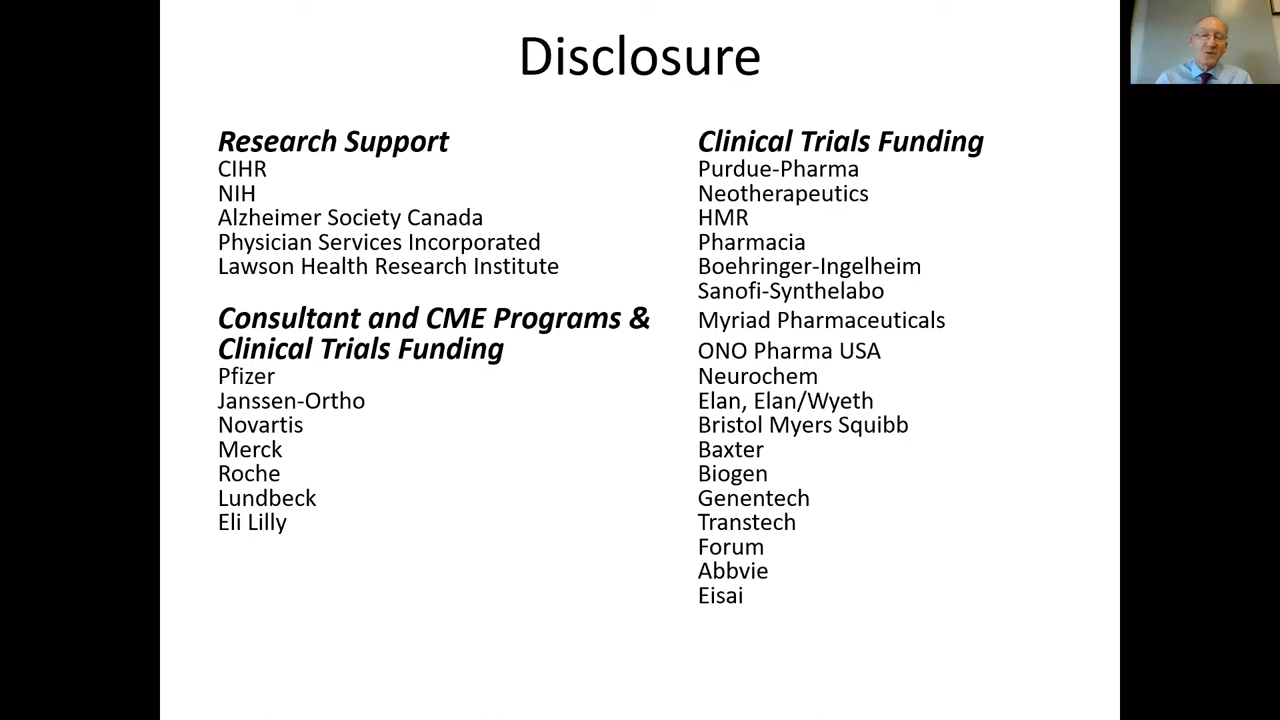 Disclosure
Research Support
CIHR
NIH
Alzheimer Society Canada
Physician Services Incorporated
Lawson Health Research Institute
Consultant and CME Programs &
Clinical Trials Funding
Pfizer
Janssen-Ortho
Novartis
Merck
Roche
Lundbeck
Eli Lilly
Clinical Trials Funding
Purdue-Pharma
Neotherapeutics
HMR
Pharmacia
Boehringer-Ingelheim
Sanofi-Synthelabo
Myriad Pharmaceuticals
ONO Pharma USA
Neurochem
Elan, Elan/Wyeth
Bristol Myers Squibb
Baxter
Biogen
Genentech
Transtech
Forum
Abbvie
Eisai